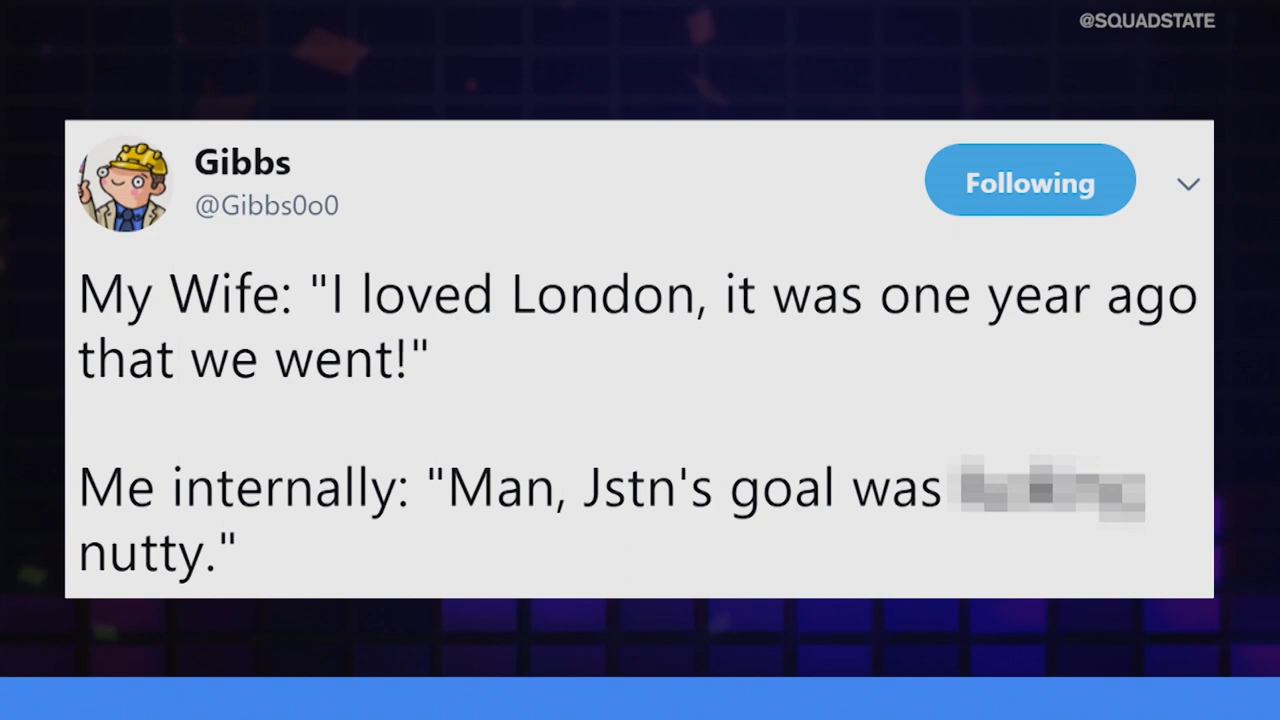 @SQUADSTATE
Gibbs
@Gibbs0o0
Following
My Wife: "I loved London, it was one year ago
that we went!"
Me internally: "Man, Jstn's goal was
nutty."